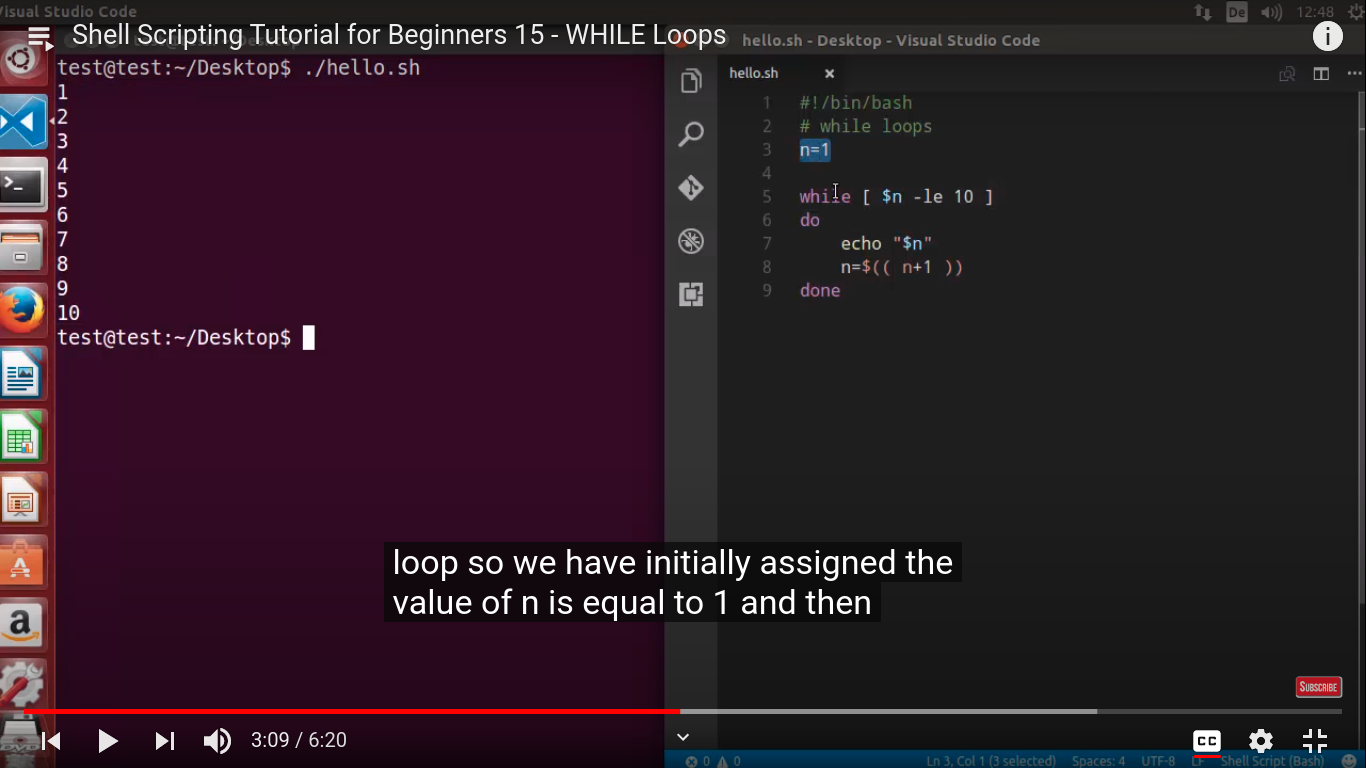 Visual Studio Code
De
12:48
Shell Scripting Tutorial for Beginners 15 - WHILE Loops
hello.sh - Desktop - Visual Studio Code
test@test:~/Desktop$ ./hello.sh
1
2
3
4
5
6
7
8
9
10
test@test:~/Desktop$
hello.sh
1 #!/bin/bash
2 # while loops
3 n=1
4
5 while [ $n -le 10 ]
6 do
7 echo "$n"
8 n=$(( n+1 ))
9 done
loop so we have initially assigned the
value of n is equal to 1 and then
SUBSCRIBE
3:09 / 6:20
CC
0 0
Ln 3, Col 1 (3 selected) Spaces: 4 UTF-8 LF Shell Script (Bash)